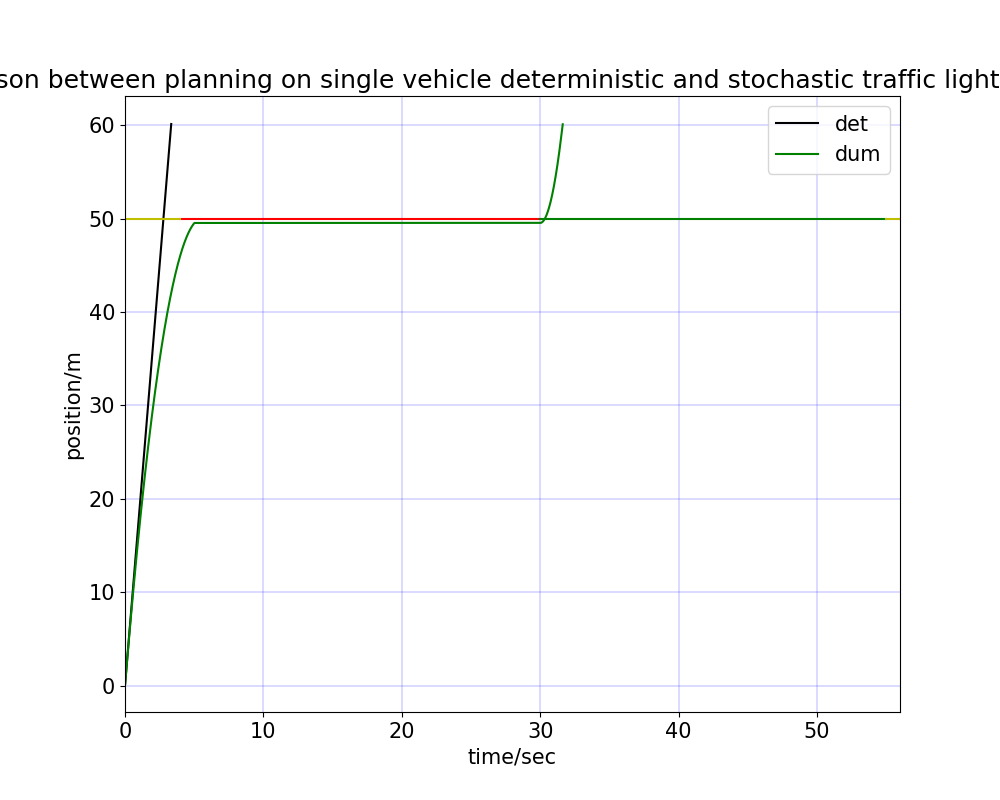 son between planning on single vehicle deterministic and stochastic traffic light
det
dum
60
50
40
30
20
10
0
position/m
0 10 20 30 40 50
time/sec